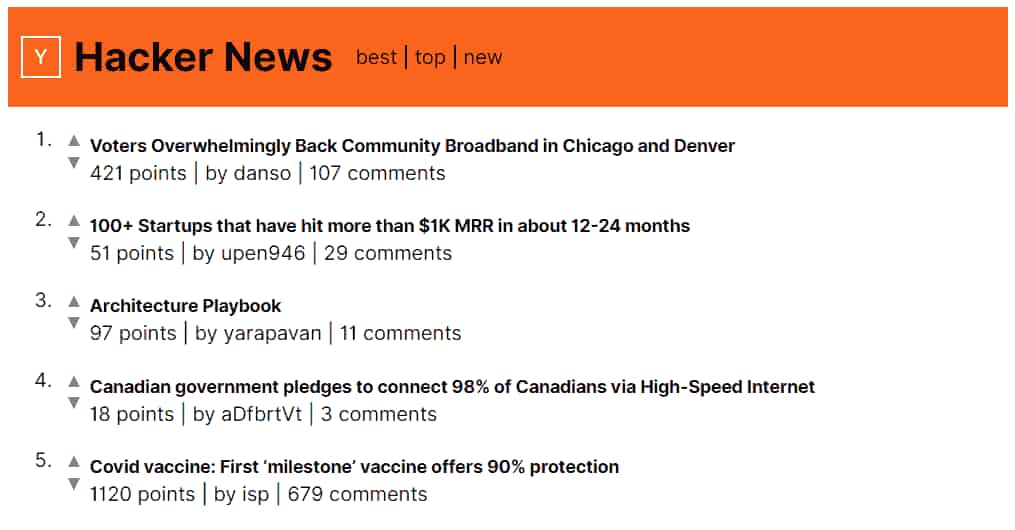 Y Hacker News best | top | new
1. ▲ ▼ Voters Overwhelmingly Back Community Broadband in Chicago and Denver
421 points | by danso | 107 comments
2. ▲ ▼ 100+ Startups that have hit more than $1K MRR in about 12-24 months
51 points | by upen946 | 29 comments
3. ▲ ▼ Architecture Playbook
97 points | by yarapavan | 11 comments
4. ▲ ▼ Canadian government pledges to connect 98% of Canadians via High-Speed Internet
18 points | by aDfbrtVt | 3 comments
5. ▲ ▼ Covid vaccine: First ‘milestone’ vaccine offers 90% protection
1120 points | by isp | 679 comments